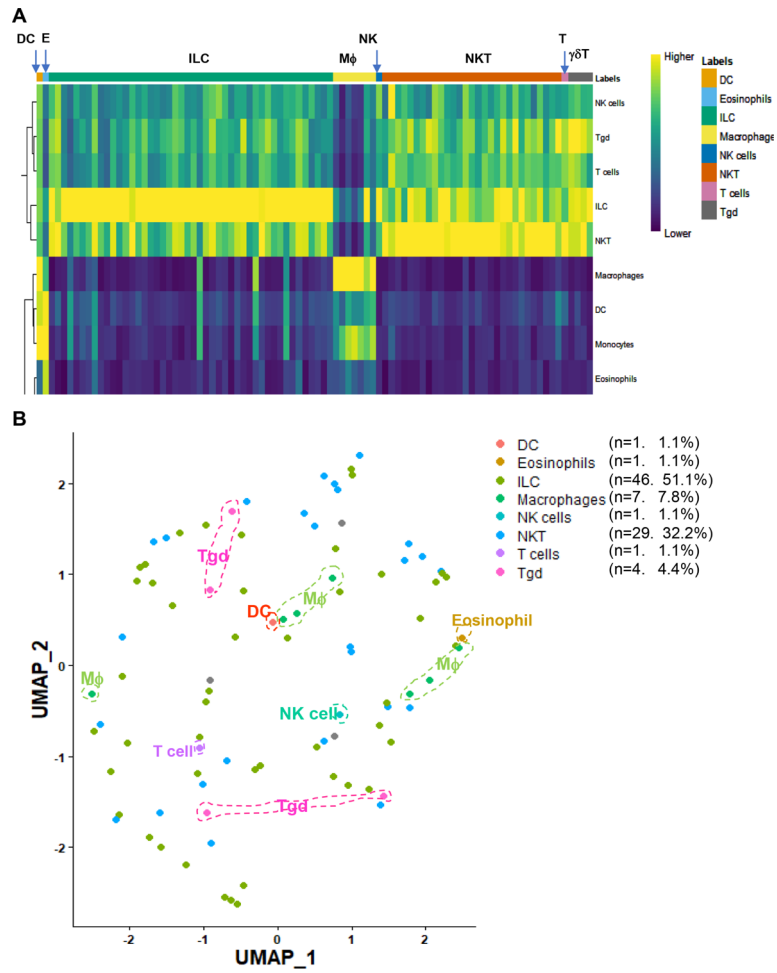 A
DC E ILC Mϕ NK NKT T γδT
Labels
NK cells
Tgd
T cells
ILC
NKT
Macrophages
DC
Monocytes
Eosinophils
Higher
Lower
Labels
DC
Eosinophils
ILC
Macrophage
NK cells
NKT
T cells
Tgd
B
DC (n=1. 1.1%)
Eosinophils (n=1. 1.1%)
ILC (n=46. 51.1%)
Macrophages (n=7. 7.8%)
NK cells (n=1. 1.1%)
NKT (n=29. 32.2%)
T cells (n=1. 1.1%)
Tgd (n=4. 4.4%)
UMAP_2
2
1
0
-1
-2
Tgd
Mϕ
DC
Eosinophil
Mϕ
Mϕ
NK cell
T cell
Tgd
-2 -1 0 1 2
UMAP_1